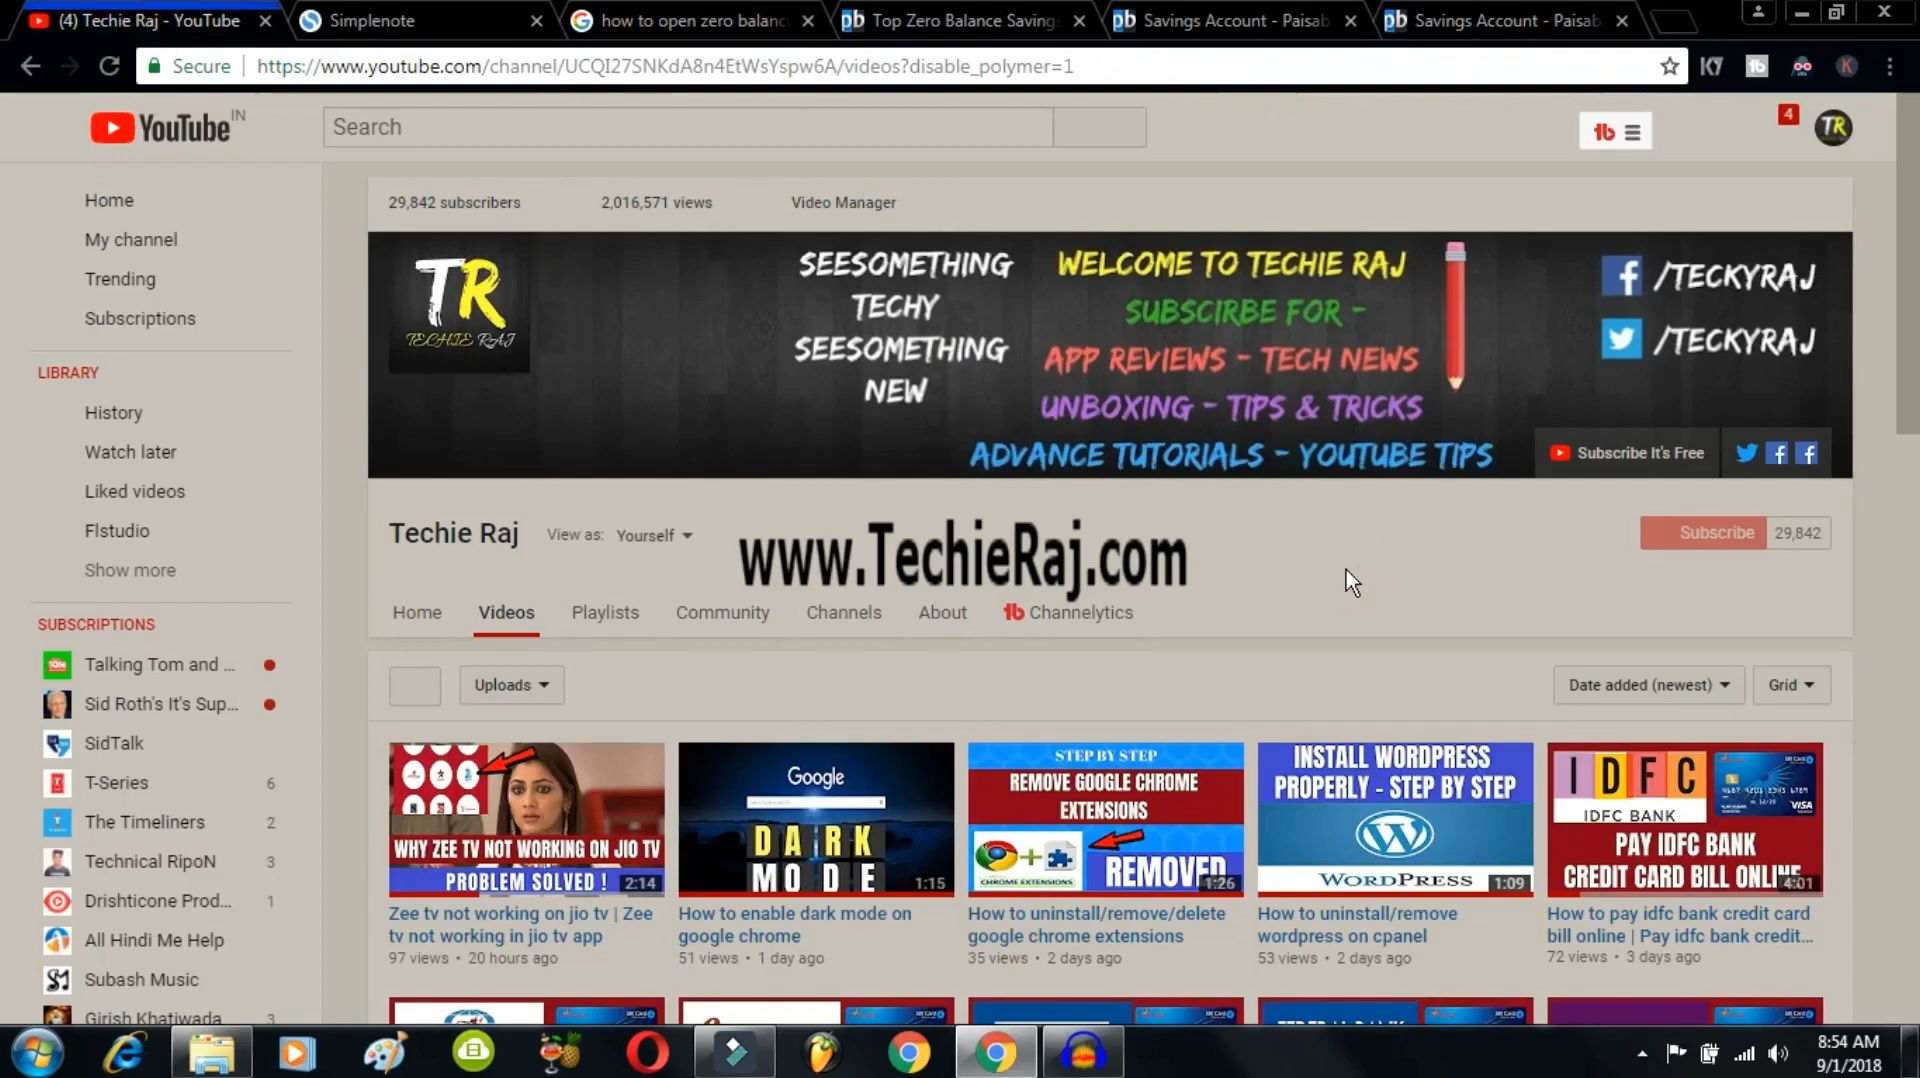 (4) Techie Raj - YouTube
Simplenote
how to open zero balanc
Top Zero Balance Savings
Savings Account - Paisab
Savings Account - Paisab
Secure
https://www.youtube.com/channel/UCQI27SNKdA8n4EtWsYspw6A/videos?disable_polymer=1
YouTube IN
Search
4
TR
Home
My channel
Trending
Subscriptions
LIBRARY
History
Watch later
Liked videos
Flstudio
Show more
SUBSCRIPTIONS
Talking Tom and ...
Sid Roth's It's Sup...
SidTalk
T-Series 6
The Timeliners 2
Technical RipoN 3
Drishticone Prod... 1
All Hindi Me Help
Subash Music
Girish Khatiwada 3
29,842 subscribers
2,016,571 views
Video Manager
TR
TECHIE RAJ
SEESOMETHING
TECHY
SEESOMETHING
NEW
WELCOME TO TECHIE RAJ
SUBSCIRBE FOR -
APP REVIEWS - TECH NEWS
UNBOXING - TIPS & TRICKS
ADVANCE TUTORIALS - YOUTUBE TIPS
/TECKYRAJ
/TECKYRAJ
Subscribe It's Free
Techie Raj
View as: Yourself
www.TechieRaj.com
Subscribe 29,842
Home
Videos
Playlists
Community
Channels
About
Channelytics
Uploads
Date added (newest)
Grid
WHY ZEE TV NOT WORKING ON JIO TV
PROBLEM SOLVED !
2:14
Zee tv not working on jio tv | Zee
tv not working in jio tv app
97 views • 20 hours ago
Google
DARK
MODE
1:15
How to enable dark mode on
google chrome
51 views • 1 day ago
STEP BY STEP
REMOVE GOOGLE CHROME
EXTENSIONS
CHROME EXTENSIONS
REMOVED
1:26
How to uninstall/remove/delete
google chrome extensions
35 views • 2 days ago
INSTALL WORDPRESS
PROPERLY - STEP BY STEP
WORDPRESS
1:09
How to uninstall/remove
wordpress on cpanel
53 views • 2 days ago
IDFC
IDFC BANK
VISA
PAY IDFC BANK
CREDIT CARD BILL ONLINE
4:01
How to pay idfc bank credit card
bill online | Pay idfc bank credit...
72 views • 3 days ago
8:54 AM
9/1/2018